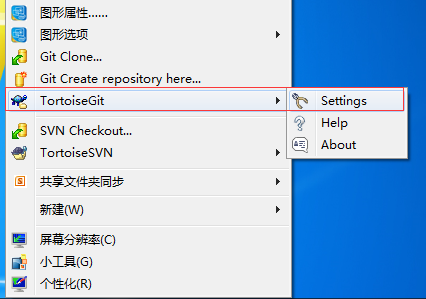 图形属性......
图形选项
Git Clone...
Git Create repository here...
TortoiseGit
Settings
Help
About
SVN Checkout...
TortoiseSVN
共享文件夹同步
新建(W)
屏幕分辨率(C)
小工具(G)
个性化(R)